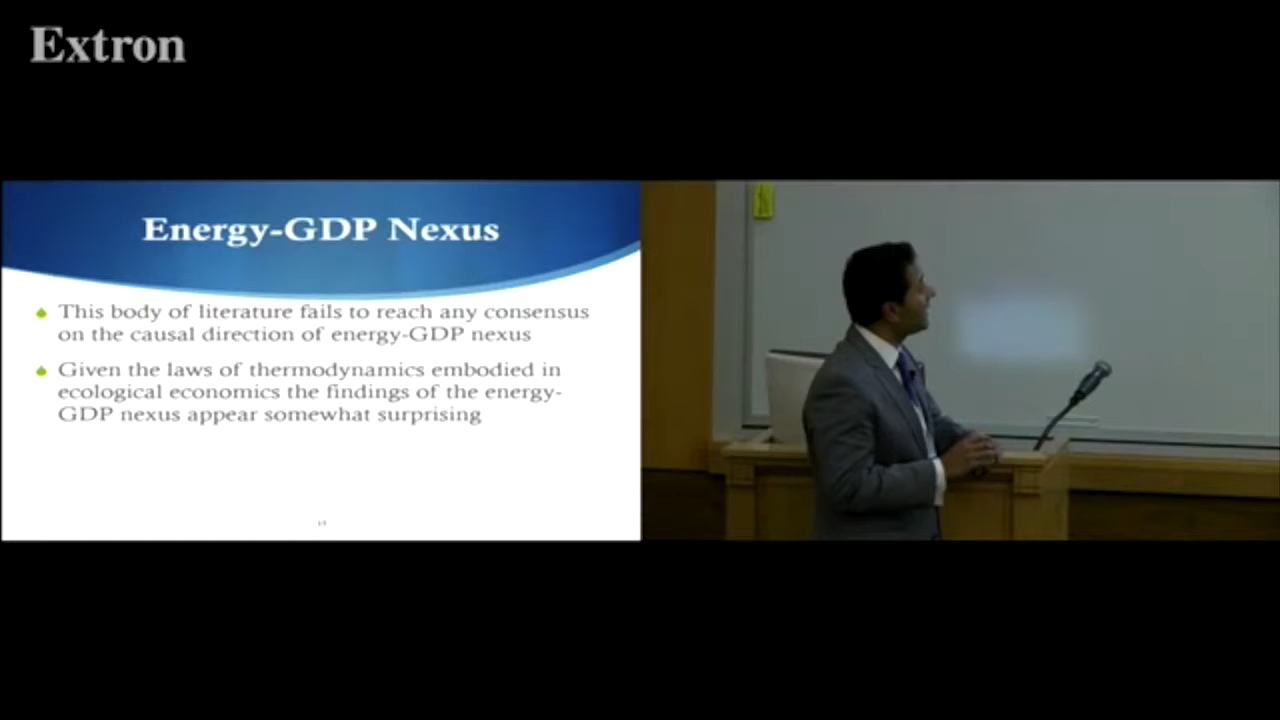 Extron
Energy-GDP Nexus
This body of literature fails to reach any consensus
on the causal direction of energy-GDP nexus
Given the laws of thermodynamics embodied in
ecological economics the findings of the energy-
GDP nexus appear somewhat surprising